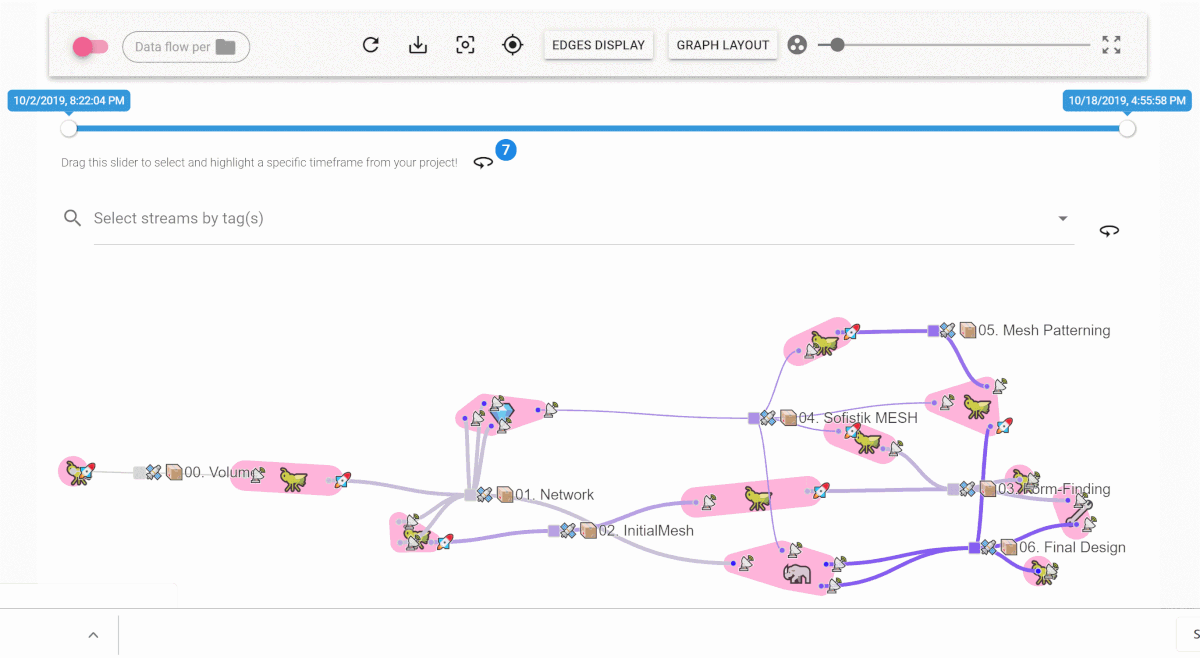 Data flow per
EDGES DISPLAY
GRAPH LAYOUT
10/2/2019, 8:22:04 PM
10/18/2019, 4:55:58 PM
Drag this slider to select and highlight a specific timeframe from your project!
7
Select streams by tag(s)
05. Mesh Patterning
04. Sofistik MESH
00. Volume
01. Network
03. Form-Finding
02. InitialMesh
06. Final Design
S